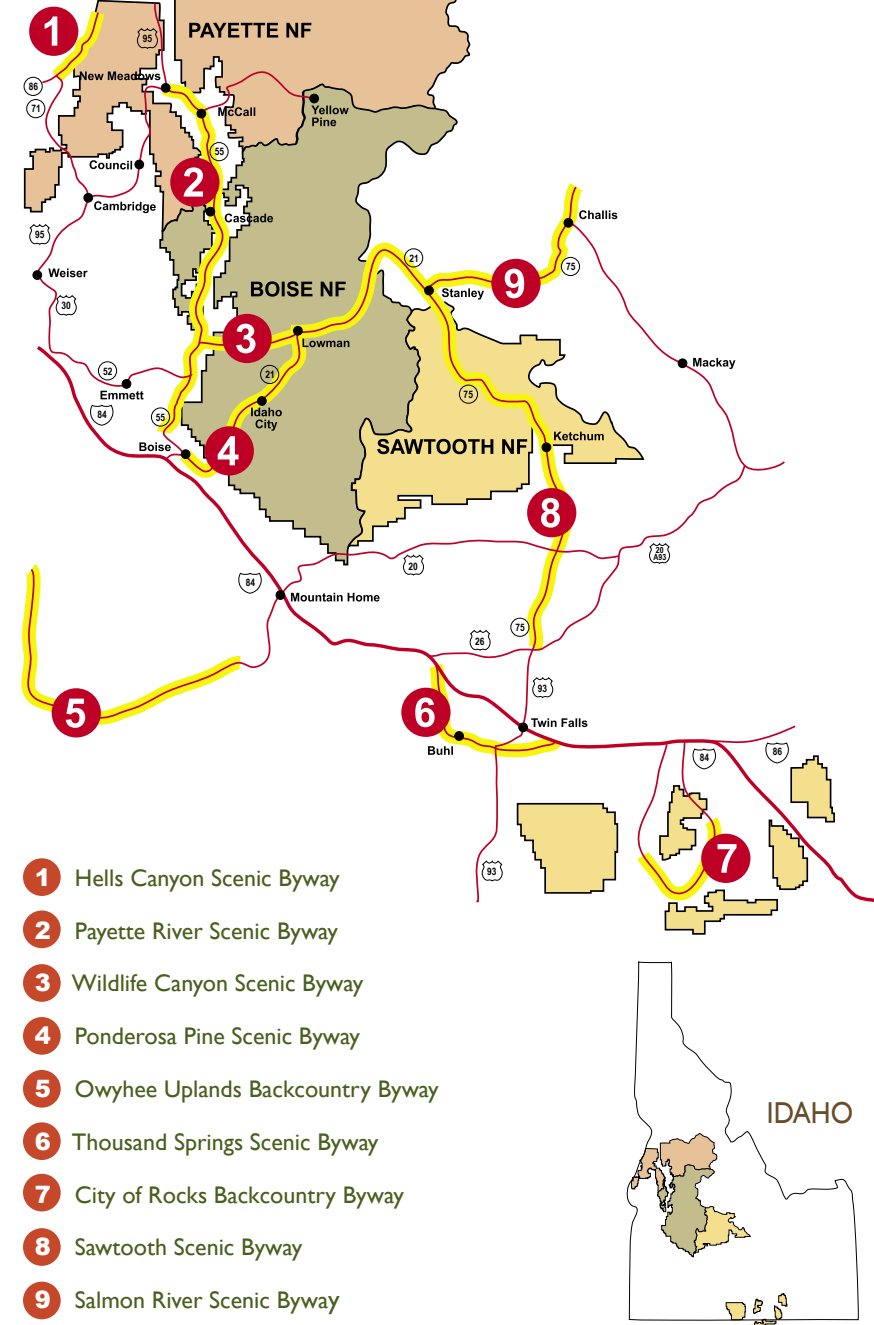 1
PAYETTE NF
95
New Meadows
86
71
McCall
Yellow
Pine
55
Council
2
Cambridge
Cascade
Challis
95
21
75
Weiser
9
30
BOISE NF
Stanley
3
Lowman
52
21
Mackay
Emmett
75
84
55
Idaho
City
Boise
4
SAWTOOTH NF
Ketchum
8
20
A93
20
84
Mountain Home
75
26
93
5
6
Twin Falls
Buhl
84
86
93
7
1 Hells Canyon Scenic Byway
2 Payette River Scenic Byway
3 Wildlife Canyon Scenic Byway
4 Ponderosa Pine Scenic Byway
5 Owyhee Uplands Backcountry Byway
6 Thousand Springs Scenic Byway
7 City of Rocks Backcountry Byway
8 Sawtooth Scenic Byway
9 Salmon River Scenic Byway
IDAHO